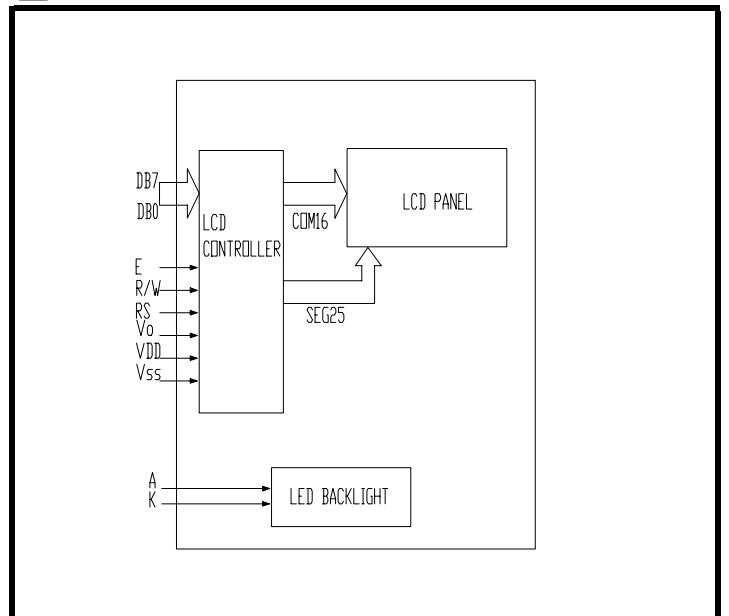 DB7
DB0
LCD
CONTROLLER
COM16
LCD PANEL
E
R/W
RS
Vo
VDD
Vss
SEG25
A
K
LED BACKLIGHT